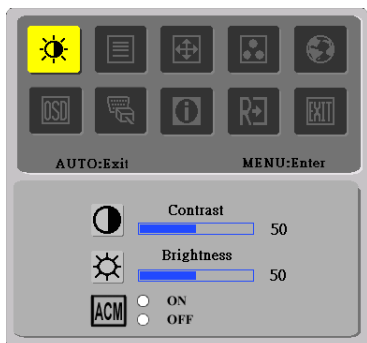 OSD
i
R
EXIT
AUTO:Exit MENU:Enter
Contrast
50
Brightness
50
ACM ON
OFF